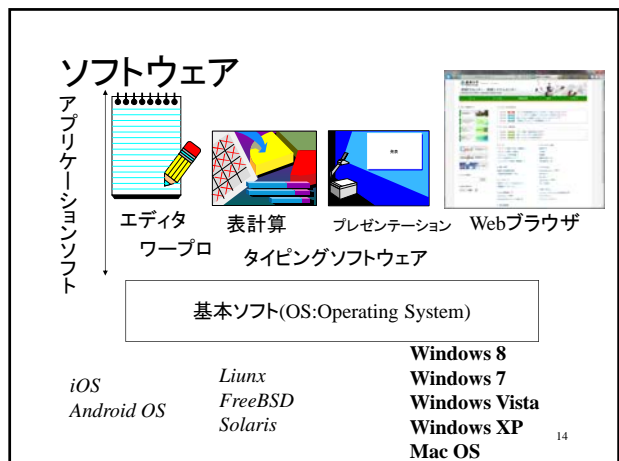 ソフトウェア
アプリケーションソフト
発表
エディタ
表計算
プレゼンテーション
Webブラウザ
ワープロ
タイピングソフトウェア
基本ソフト(OS:Operating System)
iOS
Android OS
Liunx
FreeBSD
Solaris
Windows 8
Windows 7
Windows Vista
Windows XP
Mac OS
14